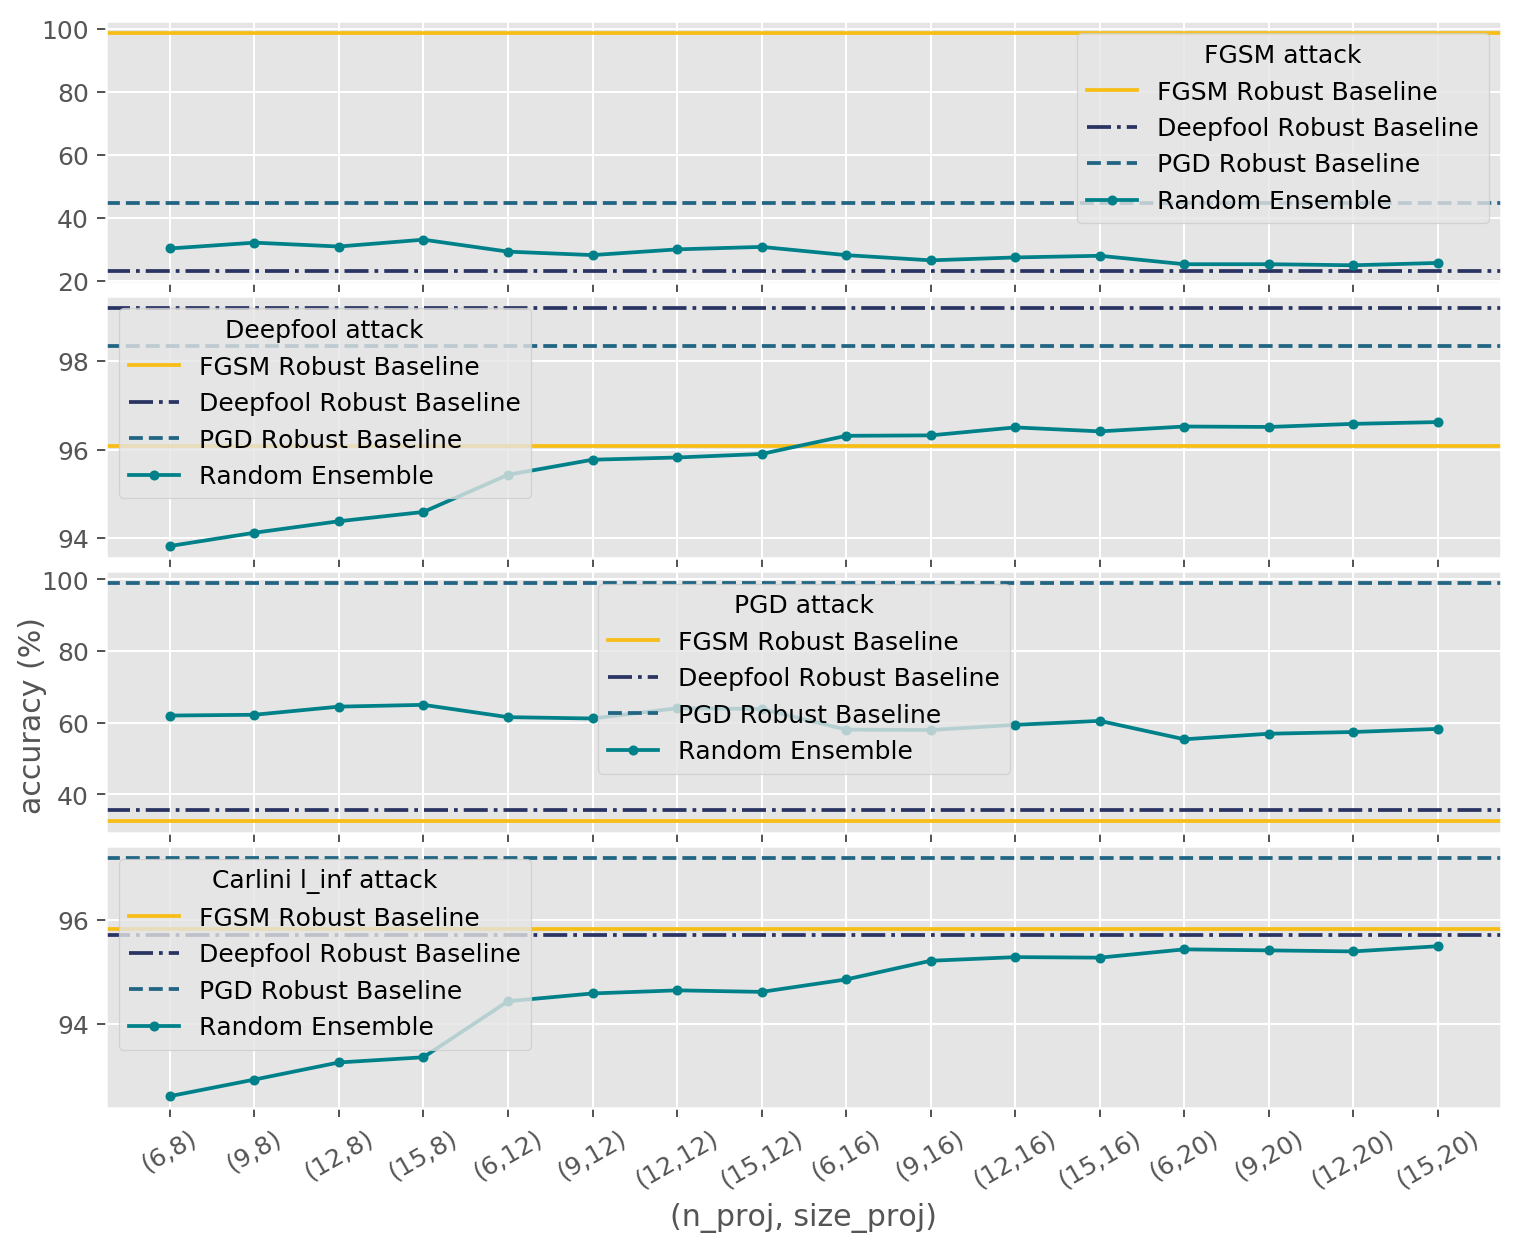 100
80
60
40
20
FGSM attack
FGSM Robust Baseline
Deepfool Robust Baseline
PGD Robust Baseline
Random Ensemble
98
96
94
Deepfool attack
FGSM Robust Baseline
Deepfool Robust Baseline
PGD Robust Baseline
Random Ensemble
accuracy (%)
100
80
60
40
PGD attack
FGSM Robust Baseline
Deepfool Robust Baseline
PGD Robust Baseline
Random Ensemble
96
94
Carlini l_inf attack
FGSM Robust Baseline
Deepfool Robust Baseline
PGD Robust Baseline
Random Ensemble
(6,8) (9,8) (12,8) (15,8) (6,12) (9,12) (12,12) (15,12) (6,16) (9,16) (12,16) (15,16) (6,20) (9,20) (12,20) (15,20)
(n_proj, size_proj)